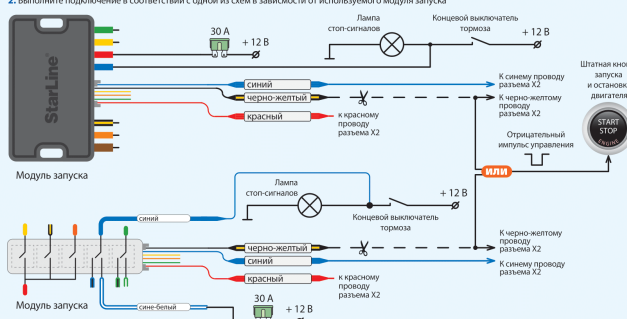 2. Выполните подключение в соответствии с одной из схем в зависимости от используемого модуля запуска
StarLine
30 А
+ 12 В
Лампа
стоп-сигналов
Концевой выключатель
тормоза
+ 12 В
синий
К синему проводу
разъема X2
черно-желтый
К черно-желтому
проводу
разъема X2
красный
к красному
проводу
разъема X2
Штатная кно
запуска
и остановк
двигателя
START
STOP
ENGINE
Отрицательный
импульс управления
ИЛИ
Модуль запуска
Лампа
стоп-сигналов
+ 12 В
Концевой выключатель
тормоза
синий
черно-желтый
К черно-желтому
проводу
разъема X2
синий
К синему проводу
разъема X2
красный
к красному
проводу
разъема X2
Модуль запуска
сине-белый
30 А
+ 12 В